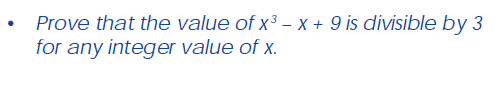 • Prove that the value of x³ – x + 9 is divisible by 3
for any integer value of x.